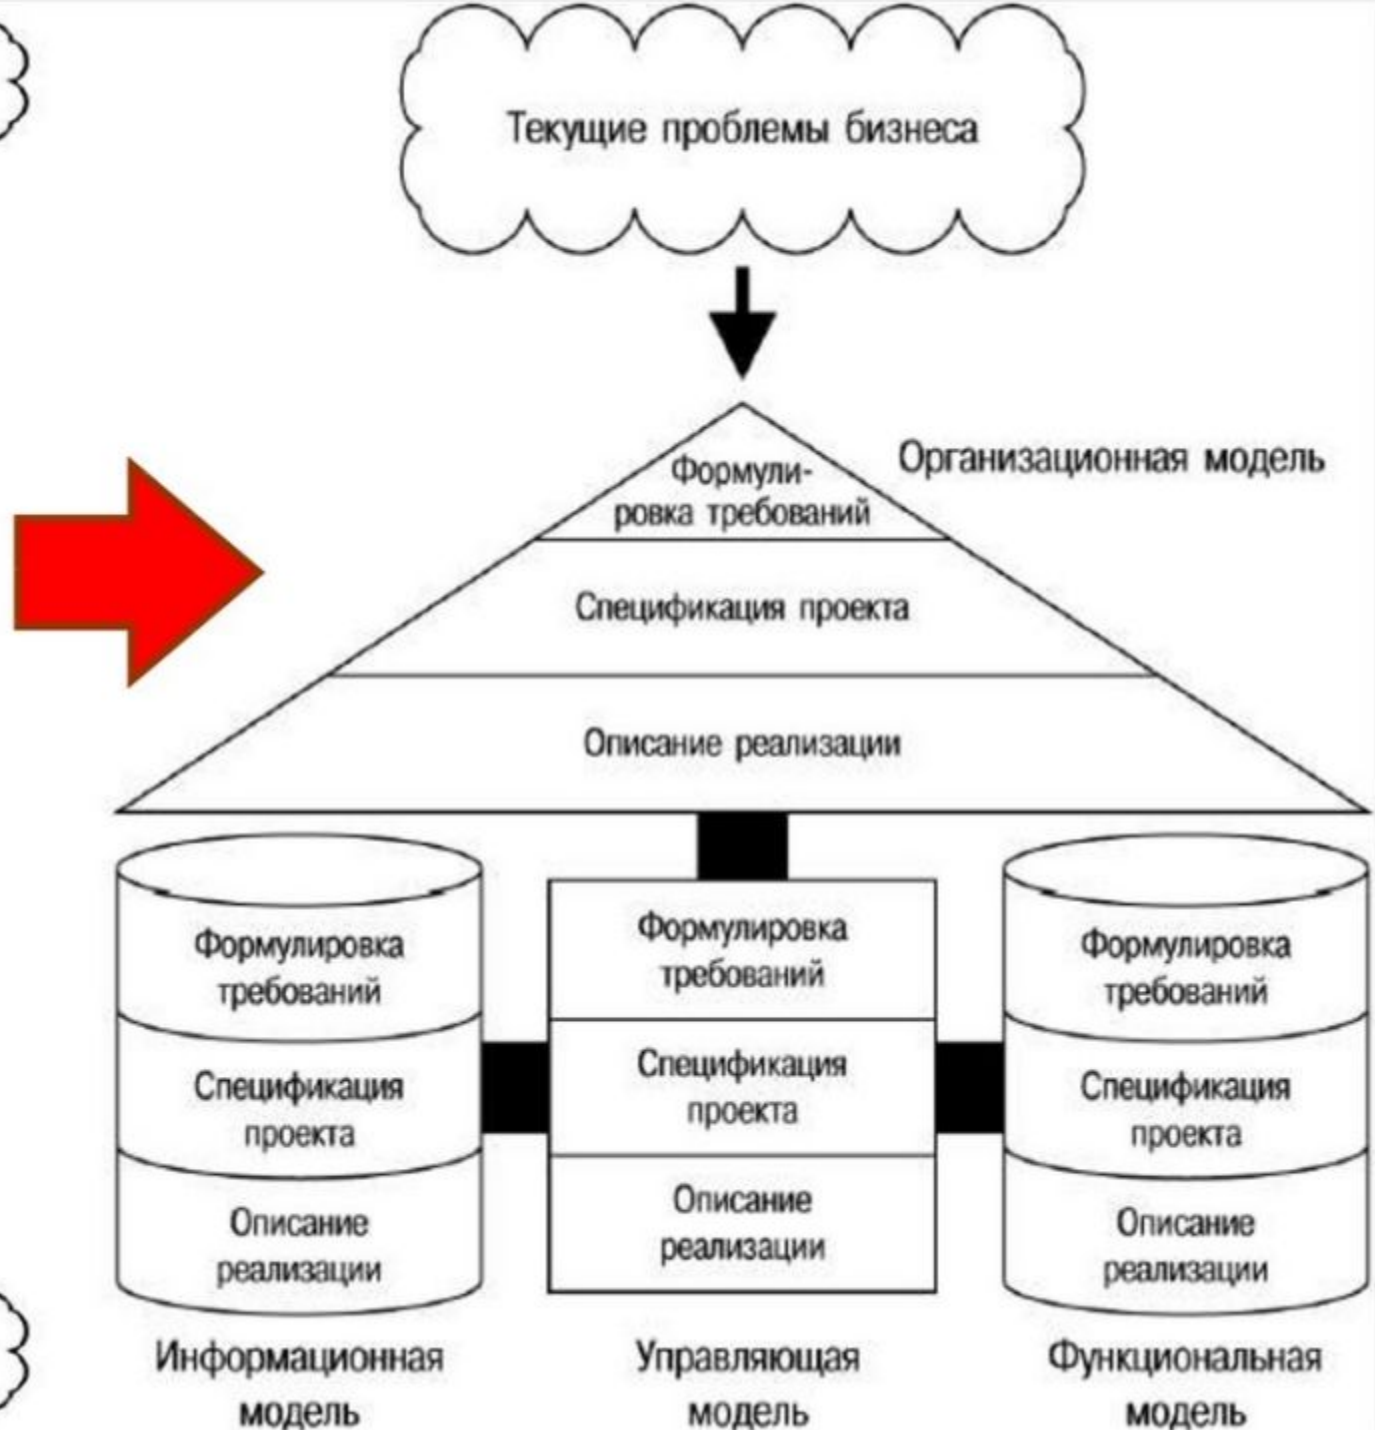 Текущие проблемы бизнеса
Организационная модель
Формули-
ровка требований
Спецификация проекта
Описание реализации
Формулировка
требований
Спецификация
проекта
Описание
реализации
Информационная
модель
Формулировка
требований
Спецификация
проекта
Описание
реализации
Управляющая
модель
Формулировка
требований
Спецификация
проекта
Описание
реализации
Функциональная
модель